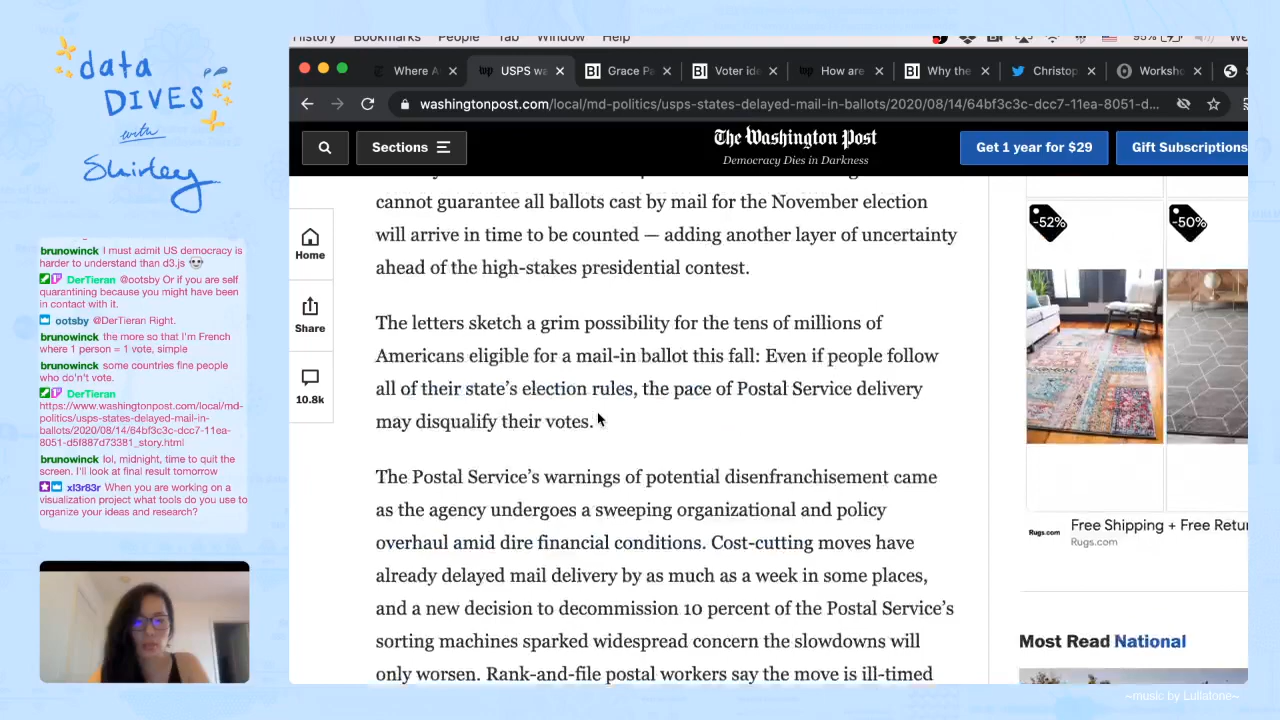 data
DIVES
with
Shirley
brunowinck I must admit US democracy is
harder to understand than d3.js
DerTieran @ootsby Or if you are self
quarantining because you might have been
in contact with it.
ootsby @DerTieran Right.
brunowinck the more so that I'm French
where 1 person = 1 vote, simple
brunowinck some countries fine people
who do'n't vote.
DerTieran
https://www.washingtonpost.com/local/md-
politics/usps-states-delayed-mail-in-
ballots/2020/08/14/64bf3c3c-dcc7-11ea-
8051-d5f887d73381_story.html
brunowinck lol, midnight, time to quit the
screen. I'll look at final result tomorrow
xl3r83r When you are working on a
visualization project what tools do you use to
organize your ideas and research?
History Bookmarks People Tab Window Help 95%
Where A USPS wa Grace Pa Voter id How are Why the Christop Worksho
washingtonpost.com/local/md-politics/usps-states-delayed-mail-in-ballots/2020/08/14/64bf3c3c-dcc7-11ea-8051-d...
Sections
The Washington Post
Democracy Dies in Darkness
Get 1 year for $29
Gift Subscriptions
Home
Share
10.8k
cannot guarantee all ballots cast by mail for the November election
will arrive in time to be counted — adding another layer of uncertainty
ahead of the high-stakes presidential contest.
The letters sketch a grim possibility for the tens of millions of
Americans eligible for a mail-in ballot this fall: Even if people follow
all of their state's election rules, the pace of Postal Service delivery
may disqualify their votes.
The Postal Service's warnings of potential disenfranchisement came
as the agency undergoes a sweeping organizational and policy
overhaul amid dire financial conditions. Cost-cutting moves have
already delayed mail delivery by as much as a week in some places,
and a new decision to decommission 10 percent of the Postal Service's
sorting machines sparked widespread concern the slowdowns will
only worsen. Rank-and-file postal workers say the move is ill-timed
-52%
-50%
Rugs.com
Free Shipping + Free Retu
Rugs.com
Most Read National
~music by Lullatone~